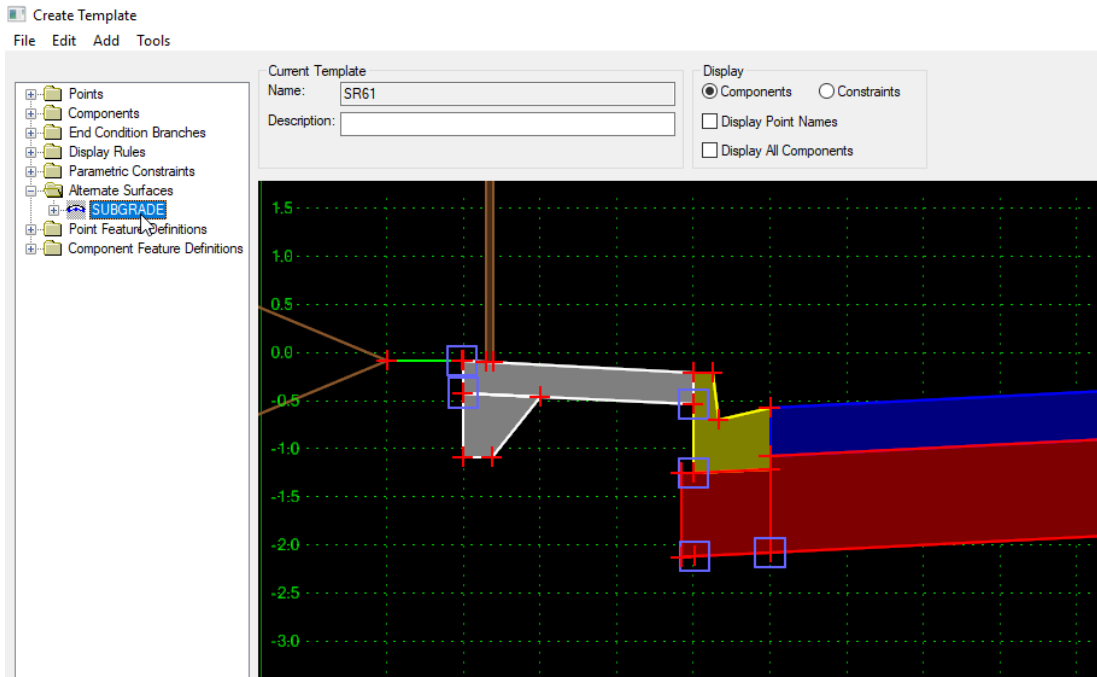 Create Template
File Edit Add Tools
Points
Components
End Condition Branches
Display Rules
Parametric Constraints
Alternate Surfaces
SUBGRADE
Point Feature Definitions
Component Feature Definitions
Current Template
Name: SR61
Description:
Display
Components Constraints
Display Point Names
Display All Components
1.5
1.0
0.5
0.0
-0.5
-1.0
-1.5
-2.0
-2.5
-3.0